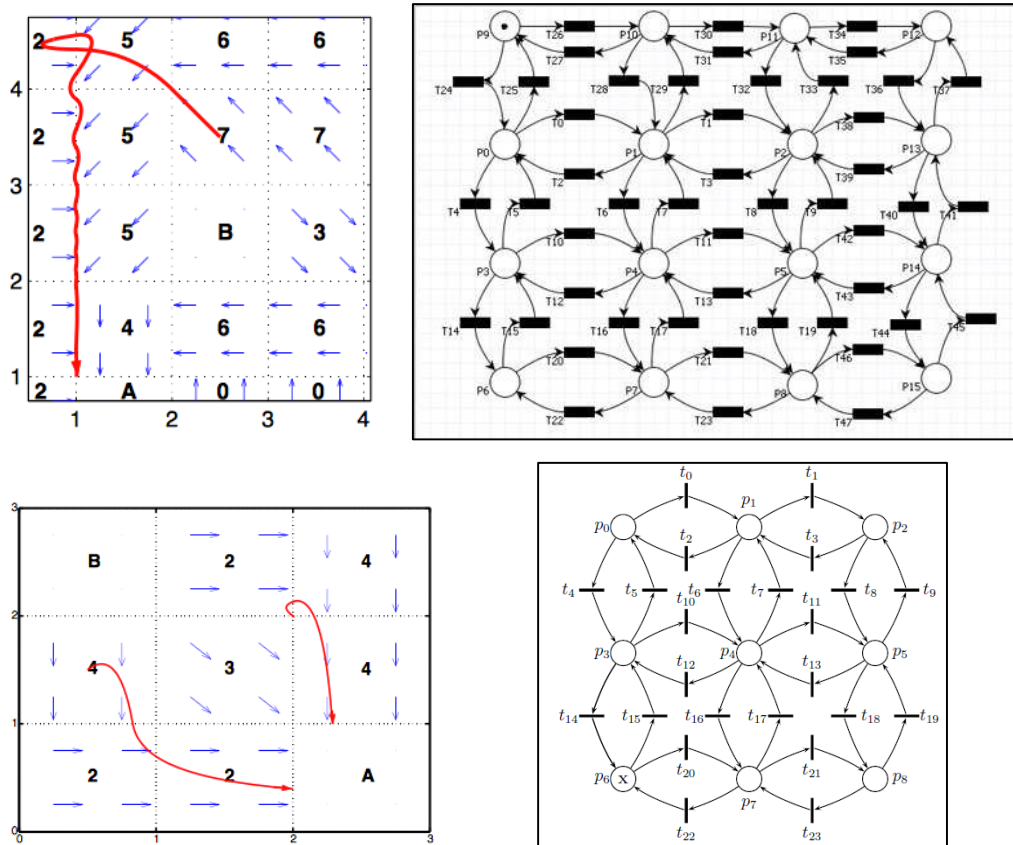 2 5 6 6
4
2 5 7 7
3
2 5 B 3
2
2 4 6 6
1
2 A 0 0
1 2 3 4
P9 T26 P10 T30 P11 T34 P12
T27 T31 T35
T24 T25 T28 T29 T32 T33 T36 T37
T0 T1 T38
P0 P1 P2 P13
T2 T3 T39
T4 T5 T6 T7 T8 T9 T40 T41
T10 T11 T42
P3 P4 P5 P14
T12 T13 T43
T14 T15 T16 T17 T18 T19 T44 T45
T20 T21 T46
P6 P7 P8 P15
T22 T23 T47
3
B 2 4
2
4 3 4
1
2 2 A
0
0 1 2 3
t0 t1
p0 p1 p2
t2 t3
t4 t5 t6 t7 t8 t9
t10 t11
p3 p4 p5
t12 t13
t14 t15 t16 t17 t18 t19
p6 x t20 p7 t21 p8
t22 t23